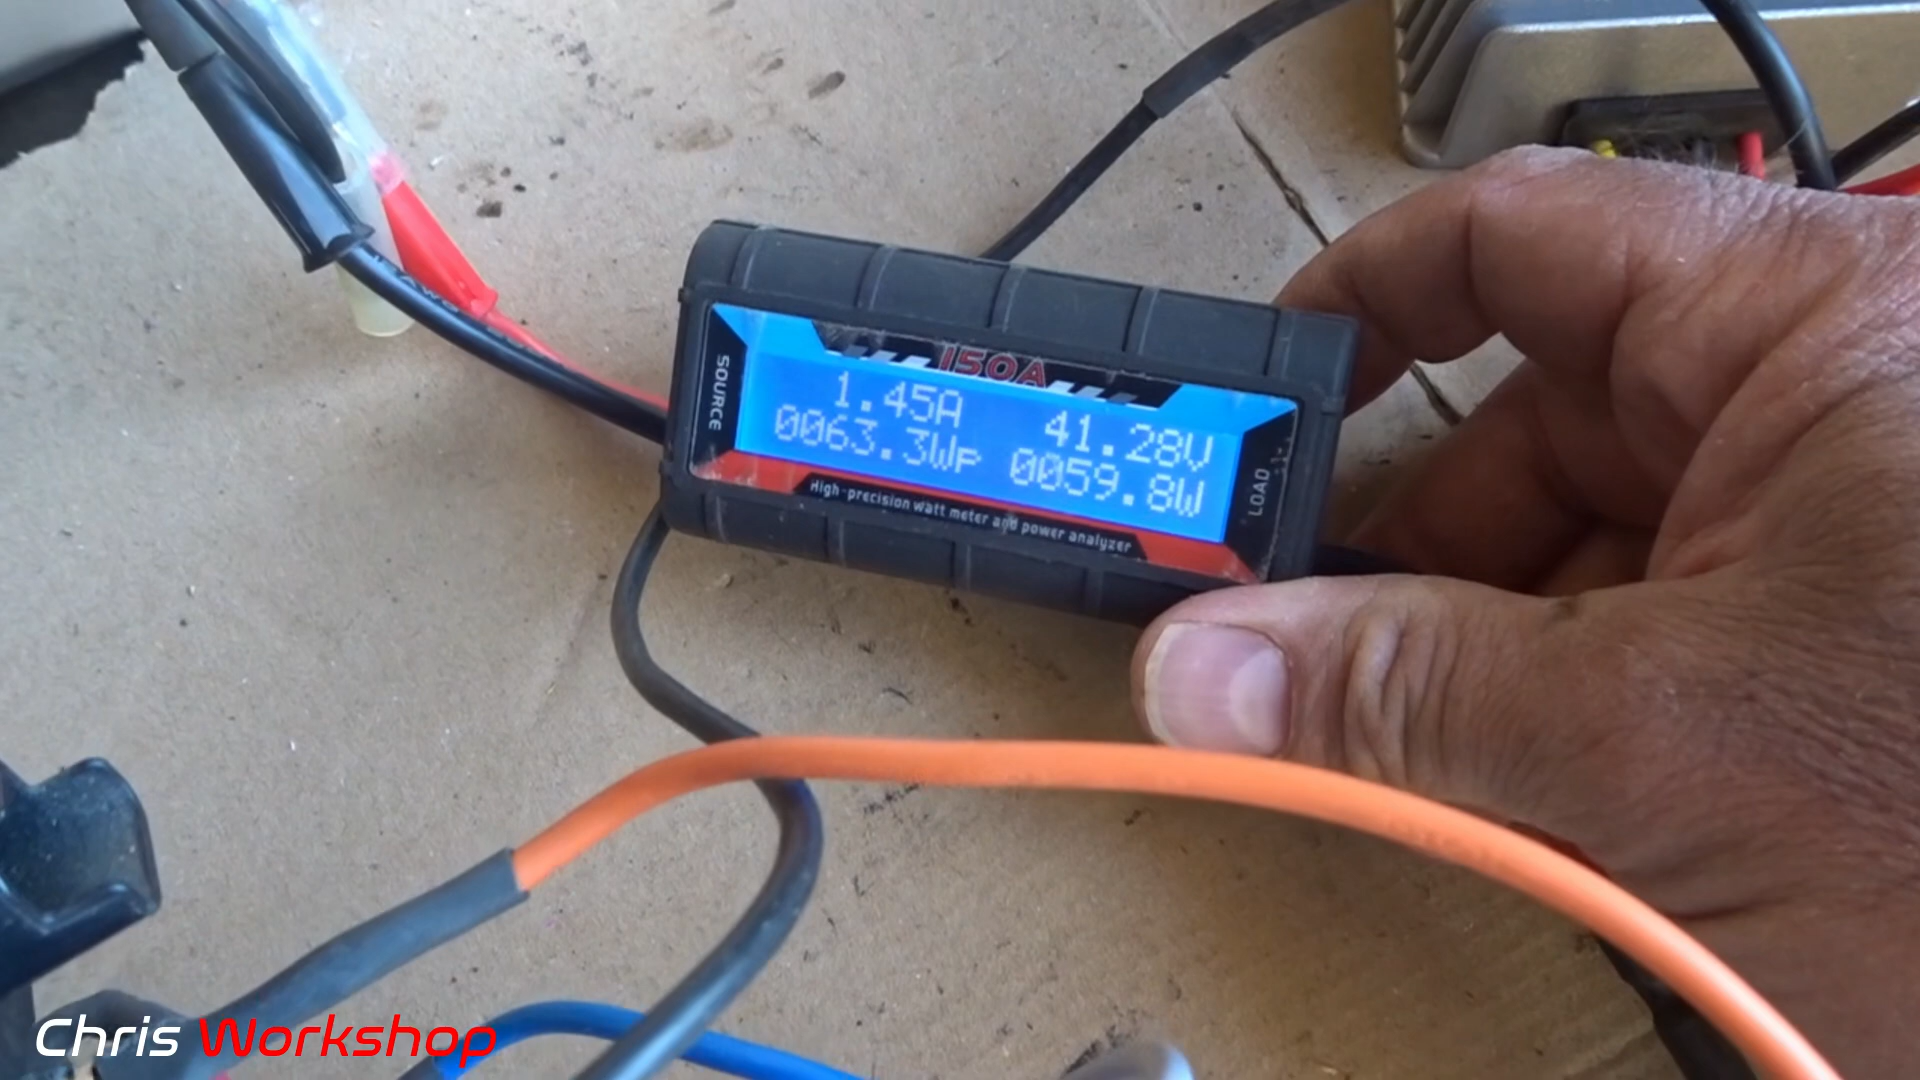 150A
SOURCE
1.45A 41.28V
0063.3Wp 0059.8W
LOAD
High-precision watt meter and power analyzer
Chris Workshop